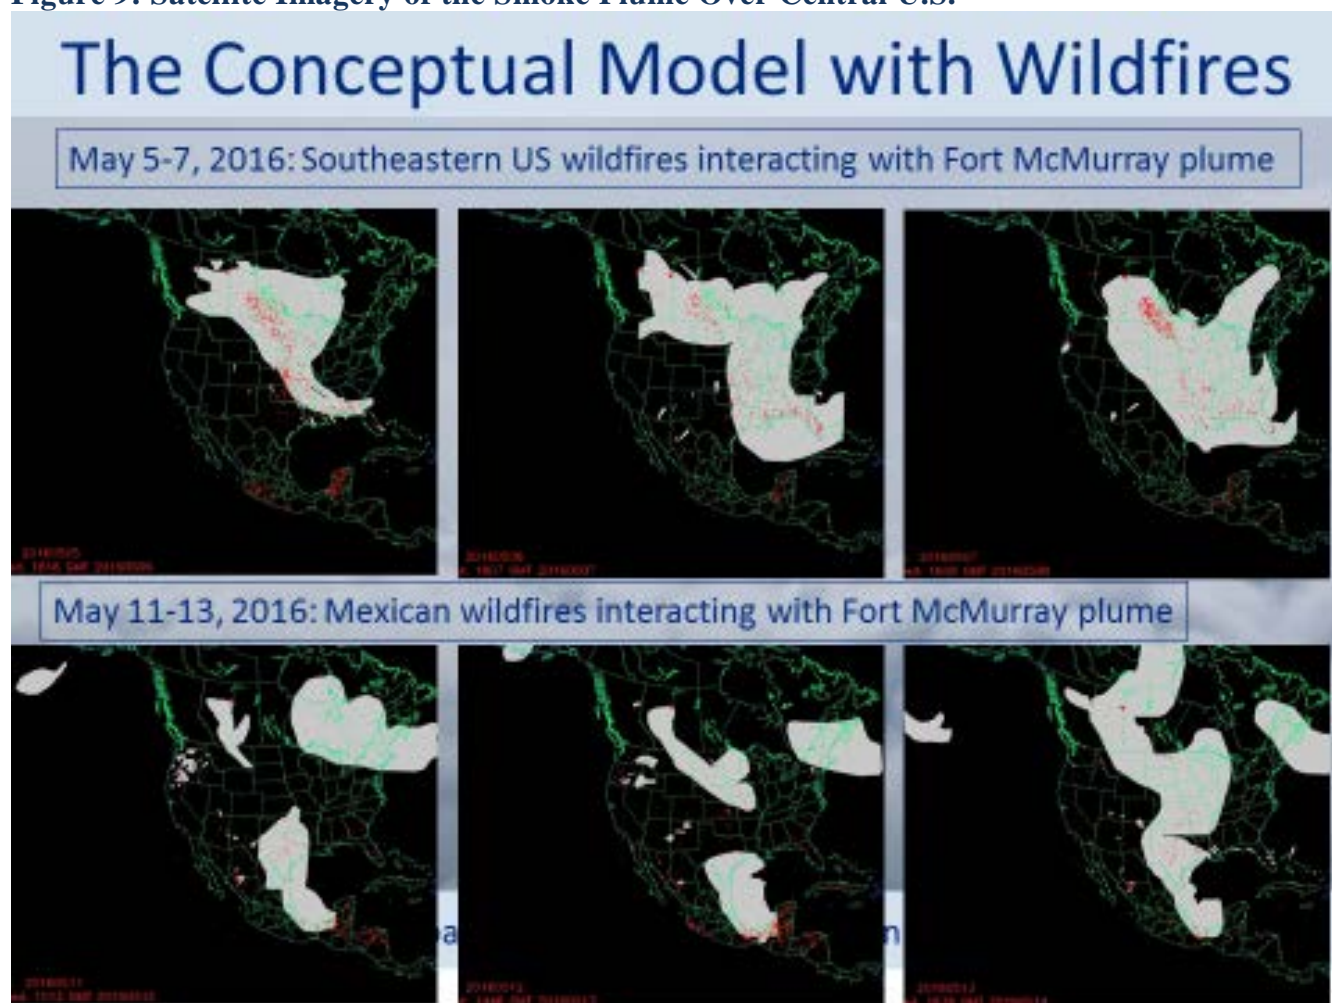 Figure 9: Satellite Imagery of the Smoke Plume Over Central U.S.
The Conceptual Model with Wildfires
May 5-7, 2016: Southeastern US wildfires interacting with Fort McMurray plume
May 11-13, 2016: Mexican wildfires interacting with Fort McMurray plume